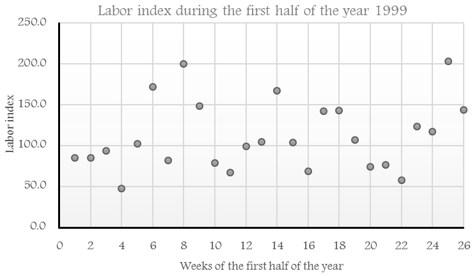 Labor index during the first half of the year 1999
250.0
200.0
150.0
100.0
50.0
0.0
Labor index
0 2 4 6 8 10 12 14 16 18 20 22 24 26
Weeks of the first half of the year